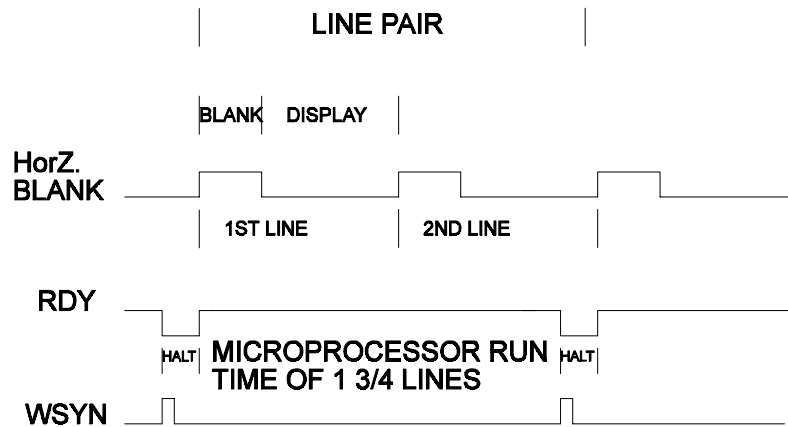 LINE PAIR
BLANK DISPLAY
HorZ.
BLANK
1ST LINE 2ND LINE
RDY
HALT MICROPROCESSOR RUN HALT
TIME OF 1 3/4 LINES
WSYN